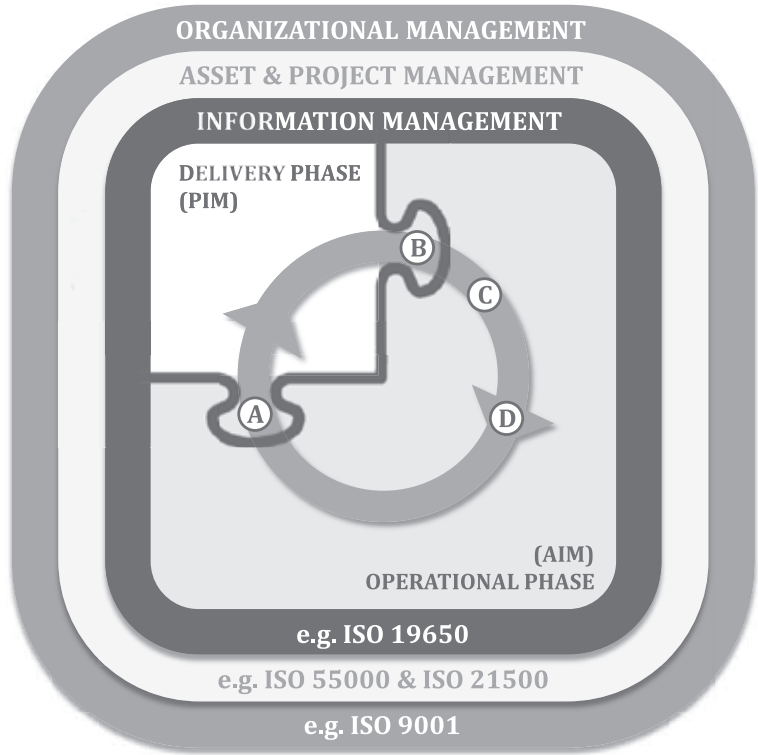 ORGANIZATIONAL MANAGEMENT
ASSET & PROJECT MANAGEMENT
INFORMATION MANAGEMENT
DELIVERY PHASE
(PIM)
B
C
A
D
(AIM)
OPERATIONAL PHASE
e.g. ISO 19650
e.g. ISO 55000 & ISO 21500
e.g. ISO 9001